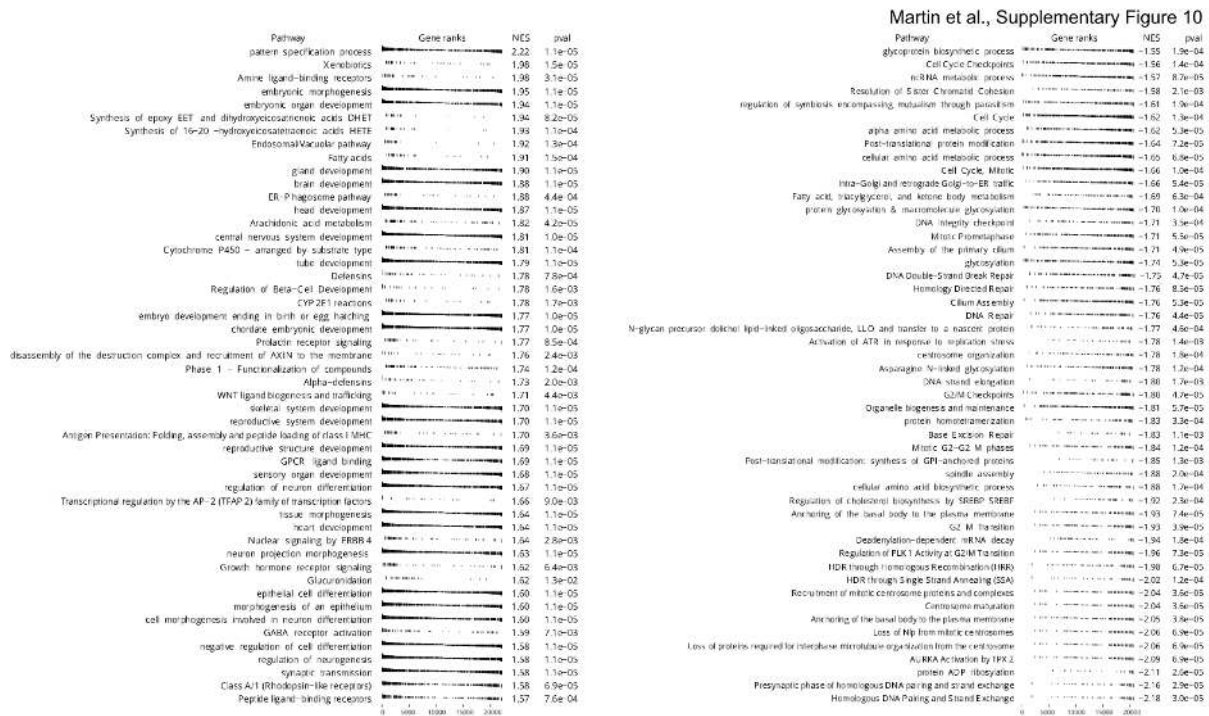 Martin et al., Supplementary Figure 10
Pathway Gene ranks NES pval
pattern specification process 2.22 1.1e-05
Xenobiotics 1.98 1.5e-05
Amine ligand-binding receptors 1.98 3.1e-05
embryonic morphogenesis 1.95 1.1e-05
embryonic organ development 1.94 1.1e-05
Synthesis of epoxy EET and dihydroxyeicosatrienoic acids DHET 1.94 8.2e-05
Synthesis of 16-20 -hydroxyeicosatetraenoic acids HETE 1.93 1.1e-04
Endosomal/Vacuolar pathway 1.92 1.3e-04
Fatty acids 1.91 1.5e-04
gland development 1.90 1.1e-05
brain development 1.88 1.1e-05
ER-Phagosome pathway 1.88 4.4e-04
head development 1.87 1.1e-05
Arachidonic acid metabolism 1.82 4.2e-05
central nervous system development 1.81 1.0e-05
Cytochrome P450 - arranged by substrate type 1.81 1.1e-04
tube development 1.79 1.1e-05
Defensins 1.78 7.8e-04
Regulation of Beta-Cell Development 1.78 1.6e-03
CYP2E1 reactions 1.78 1.7e-03
embryo development ending in birth or egg hatching 1.77 1.0e-05
chordate embryonic development 1.77 1.0e-05
Prolactin receptor signaling 1.77 8.5e-04
disassembly of the destruction complex and recruitment of AXIN to the membrane 1.76 2.4e-03
Phase 1 - Functionalization of compounds 1.74 1.2e-04
Alpha-defensins 1.73 2.0e-03
WNT ligand biogenesis and trafficking 1.71 4.4e-03
skeletal system development 1.70 1.1e-05
reproductive system development 1.70 1.1e-05
Antigen Presentation: Folding, assembly and peptide loading of class I MHC 1.70 3.6e-03
reproductive structure development 1.69 1.1e-05
GPCR ligand binding 1.69 1.1e-05
sensory organ development 1.68 1.1e-05
regulation of neuron differentiation 1.67 1.1e-05
Transcriptional regulation by the AP-2 (TFAP2) family of transcription factors 1.66 9.0e-03
tissue morphogenesis 1.64 1.1e-05
heart development 1.64 1.1e-05
Nuclear signaling by ERBB4 1.64 2.8e-03
neuron projection morphogenesis 1.63 1.1e-05
Growth hormone receptor signaling 1.62 6.4e-03
Glucuronidation 1.62 1.3e-02
epithelial cell differentiation 1.60 1.1e-05
morphogenesis of an epithelium 1.60 1.1e-05
cell morphogenesis involved in neuron differentiation 1.60 1.1e-05
GABA receptor activation 1.59 7.1e-03
negative regulation of cell differentiation 1.58 1.1e-05
regulation of neurogenesis 1.58 1.1e-05
synaptic transmission 1.58 1.1e-05
Class A/1 (Rhodopsin-like receptors) 1.58 6.9e-05
Peptide ligand-binding receptors 1.57 7.6e-04
0 5000 10000 15000 20000
Pathway Gene ranks NES pval
glycoprotein biosynthetic process -1.55 1.9e-04
Cell Cycle Checkpoints -1.56 1.4e-04
ncRNA metabolic process -1.57 8.7e-05
Resolution of Sister Chromatid Cohesion -1.58 2.1e-03
regulation of symbiosis encompassing mutualism through parasitism -1.61 1.9e-04
Cell Cycle -1.62 1.3e-04
alpha amino acid metabolic process -1.62 5.3e-05
Post-translational protein modification -1.64 7.2e-05
cellular amino acid metabolic process -1.65 6.8e-05
Cell Cycle, Mitotic -1.66 1.0e-04
Intra-Golgi and retrograde Golgi-to-ER traffic -1.66 5.4e-05
Fatty acid, triacylglycerol, and ketone body metabolism -1.69 6.3e-04
protein glycosylation & macromolecule glycosylation -1.70 1.0e-04
DNA Integrity checkpoint -1.71 3.5e-04
Mitotic Prometaphase -1.71 5.3e-05
Assembly of the primary cilium -1.71 4.9e-05
glycosylation -1.74 5.3e-05
DNA Double-Strand Break Repair -1.75 4.7e-05
Homology Directed Repair -1.76 8.5e-05
Cilium Assembly -1.76 5.3e-05
DNA Repair -1.76 4.4e-05
N-glycan precursor dolichol lipid-linked oligosaccharide, LLO and transfer to a nascent protein -1.77 4.6e-04
Activation of ATR in response to replication stress -1.78 1.4e-03
centrosome organization -1.78 1.8e-04
Asparagine N-linked glycosylation -1.78 1.2e-04
DNA strand elongation -1.80 1.7e-03
G2/M Checkpoints -1.80 4.7e-05
Organelle biogenesis and maintenance -1.81 5.7e-05
protein homotetramerization -1.83 3.3e-04
Base Excision Repair -1.83 1.1e-03
Mitotic G2-G2 M phases -1.84 1.2e-04
Post-translational modification: synthesis of GPI-anchored proteins -1.85 1.3e-03
spindle assembly -1.88 2.0e-04
cellular amino acid biosynthetic process -1.88 1.7e-04
Regulation of cholesterol biosynthesis by SREBP SREBF -1.92 2.3e-04
Anchoring of the basal body to the plasma membrane -1.93 7.4e-05
G2 M Transition -1.93 3.9e-05
Deadenylation-dependent mRNA decay -1.94 1.8e-04
Regulation of PLK1 Activity at G2/M Transition -1.96 7.3e-05
HDR through Homologous Recombination (HRR) -1.98 6.7e-05
HDR through Single Strand Annealing (SSA) -2.02 1.2e-04
Recruitment of mitotic centrosome proteins and complexes -2.04 3.6e-05
Centrosome maturation -2.04 3.6e-05
Anchoring of the basal body to the plasma membrane -2.05 3.8e-05
Loss of Nlp from mitotic centrosomes -2.06 6.9e-05
Loss of proteins required for interphase microtubule organization from the centrosome -2.06 6.9e-05
AURKA Activation by TPX2 -2.09 6.9e-05
protein ADP ribosylation -2.11 2.6e-05
Presynaptic phase of homologous DNA pairing and strand exchange -2.16 2.9e-05
Homologous DNA Pairing and Strand Exchange -2.18 3.0e-05
0 5000 10000 15000 20000